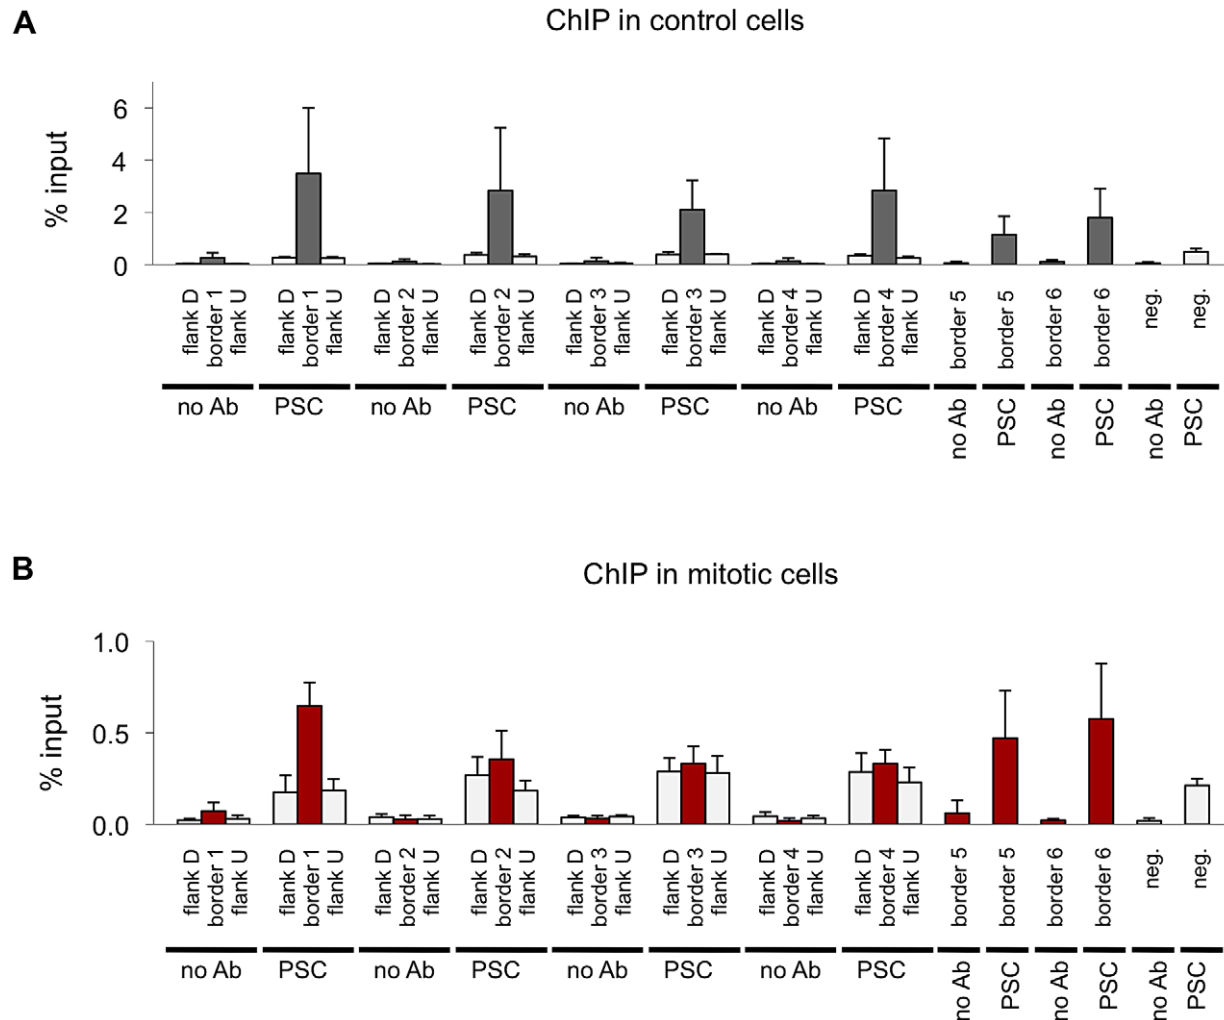 A
ChIP in control cells
% input
6
4
2
0
flank D
border 1
flank U
flank D
border 1
flank U
flank D
border 2
flank U
flank D
border 2
flank U
flank D
border 3
flank U
flank D
border 3
flank U
flank D
border 4
flank U
flank D
border 4
flank U
border 5
border 5
border 6
border 6
neg.
neg.
no Ab
PSC
no Ab
PSC
no Ab
PSC
no Ab
PSC
no Ab
PSC
no Ab
PSC
no Ab
PSC
B
ChIP in mitotic cells
% input
1.0
0.5
0.0
flank D
border 1
flank U
flank D
border 1
flank U
flank D
border 2
flank U
flank D
border 2
flank U
flank D
border 3
flank U
flank D
border 3
flank U
flank D
border 4
flank U
flank D
border 4
flank U
border 5
border 5
border 6
border 6
neg.
neg.
no Ab
PSC
no Ab
PSC
no Ab
PSC
no Ab
PSC
no Ab
PSC
no Ab
PSC
no Ab
PSC